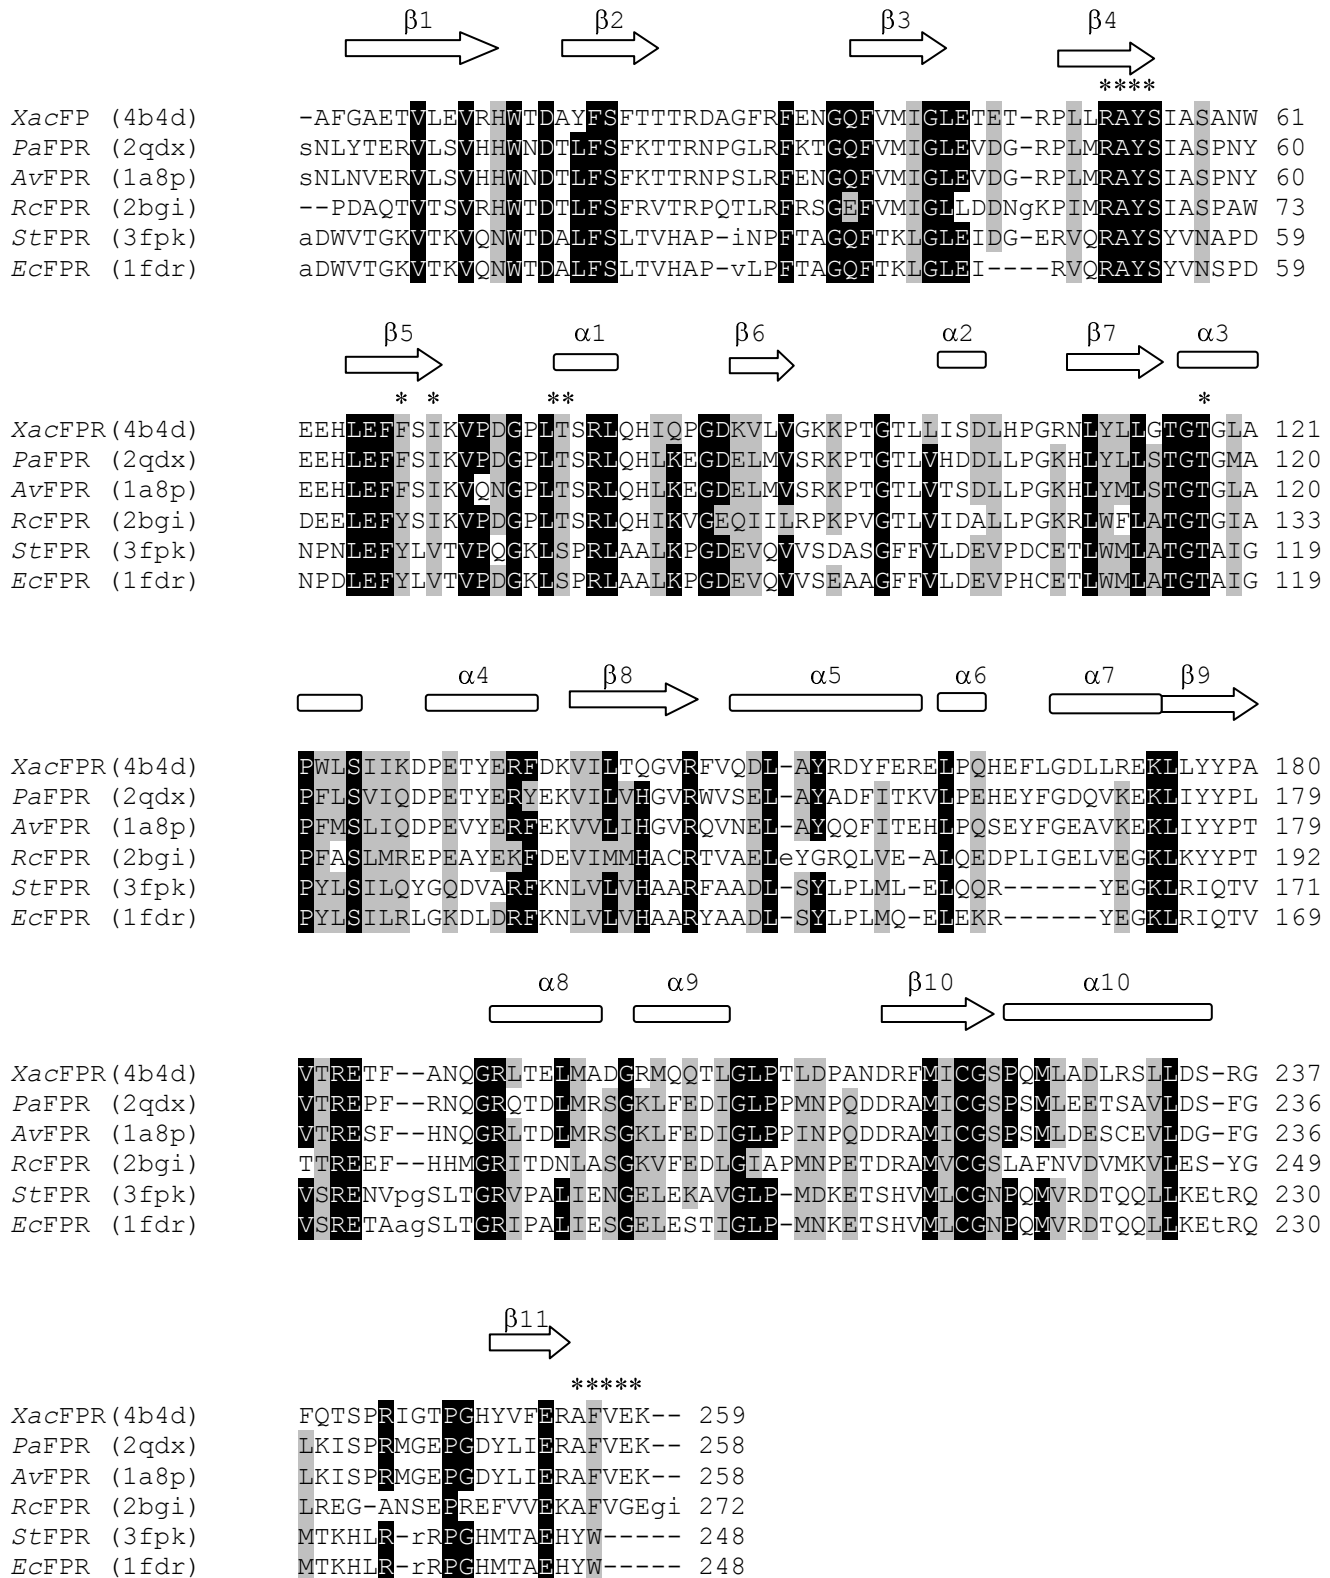 β1 β2 β3 β4
****
XacFP (4b4d) -AFGAETVLEVRHWTDAYFSFTTTRDAGFRFENGQFVMIGLETET-RPLLRAYSIASANW 61
PaFPR (2qdx) sNLYTERVLSVHHWNDTLFSFKTTRNPGLRFKTGQFVMIGLEVDG-RPLMRAYSIASPNY 60
AvFPR (1a8p) sNLNVERVLSVHHWNDTLFSFKTTRNPSLRFENGQFVMIGLEVDG-RPLMRAYSIASPNY 60
RcFPR (2bgi) --PDAQTVTSVRHWTDTLFSFRVTRPQTLRFRSGEFVMIGLLDDNgKPIMRAYSIASPAW 73
StFPR (3fpk) aDWVTGKVTKVQNWTDALFSLTVHAP-iNPFTAGQFTKLGLEIDG-ERVQRAYSYVNAPD 59
EcFPR (1fdr) aDWVTGKVTKVQNWTDALFSLTVHAP-vLPFTAGQFTKLGLEI----RVQRAYSYVNSPD 59
β5 α1 β6 α2 β7 α3
* * ** *
XacFPR(4b4d) EEHLEFFSIKVPDGPLTSRLQHIQPGDKVLVGKKPTGTLLISDLHPGRNLYLLGTGTGLA 121
PaFPR (2qdx) EEHLEFFSIKVPDGPLTSRLQHLKEGDELMVSRKPTGTLVHDDLLPGKHLYLLSTGTGMA 120
AvFPR (1a8p) EEHLEFFSIKVQNGPLTSRLQHLKEGDELMVSRKPTGTLVTSDLLPGKHLYMLSTGTGLA 120
RcFPR (2bgi) DEELEFYSIKVPDGPLTSRLQHIKVGEQIILRPKPVGTLVIDALLPGKRLWFLATGTGIA 133
StFPR (3fpk) NPNLEFYLVTVPQGKLSPRLAALKPGDEVQVVSDASGFFVLDEVPDCETLWMLATGTAIG 119
EcFPR (1fdr) NPDLEFYLVTVPDGKLSPRLAALKPGDEVQVVSEAAGFFVLDEVPHCETLWMLATGTAIG 119
α4 β8 α5 α6 α7 β9
XacFPR(4b4d) PWLSIIKDPETYERFDKVILTQGVRFVQDL-AYRDYFERELPQHEFLGDLLREKLLYYPA 180
PaFPR (2qdx) PFLSVIQDPETYERYEKVILVHGVRWVSEL-AYADFITKVLPEHEYFGDQVKEKLIYYPL 179
AvFPR (1a8p) PFMSLIQDPEVYERFEKVVLIHGVRQVNEL-AYQQFITEHLPQSEYFGEAVKEKLIYYPT 179
RcFPR (2bgi) PFASLMREPEAYEKFDEVIMMHACRTVAELeYGRQLVE-ALQEDPLIGELVEGKLKYYPT 192
StFPR (3fpk) PYLSILQYGQDVARFKNLVLVHAARFAADL-SYLPLML-ELQQR------YEGKLRIQTV 171
EcFPR (1fdr) PYLSILRLGKDLDRFKNLVLVHAARYAADL-SYLPLMQ-ELEKR------YEGKLRIQTV 169
α8 α9 β10 α10
XacFPR(4b4d) VTRETF--ANQGRLTELMADGRMQQTLGLPTLDPANDRFMICGSPQMLADLRSLLDS-RG 237
PaFPR (2qdx) VTREPF--RNQGRQTDLMRSGKLFEDIGLPPMNPQDDRAMICGSPSMLEETSAVLDS-FG 236
AvFPR (1a8p) VTRESF--HNQGRLTDLMRSGKLFEDIGLPPINPQDDRAMICGSPSMLDESCEVLDG-FG 236
RcFPR (2bgi) TTREEF--HHMGRITDNLASGKVFEDLGIAPMNPETDRAMVCGSLAFNVDVMKVLES-YG 249
StFPR (3fpk) VSRENVpgSLTGRVPALIENGELEKAVGLP-MDKETSHVMLCGNPQMVRDTQQLLKEtRQ 230
EcFPR (1fdr) VSRETAagSLTGRIPALIESGELESTIGLP-MNKETSHVMLCGNPQMVRDTQQLLKEtRQ 230
β11
*****
XacFPR(4b4d) FQTSPRIGTPGHYVFERAFVEK-- 259
PaFPR (2qdx) LKISPRMGEPGDYLIERAFVEK-- 258
AvFPR (1a8p) LKISPRMGEPGDYLIERAFVEK-- 258
RcFPR (2bgi) LREG-ANSEPREFVVEKAFVGEgi 272
StFPR (3fpk) MTKHLR-rRPGHMTAEHYW----- 248
EcFPR (1fdr) MTKHLR-rRPGHMTAEHYW----- 248